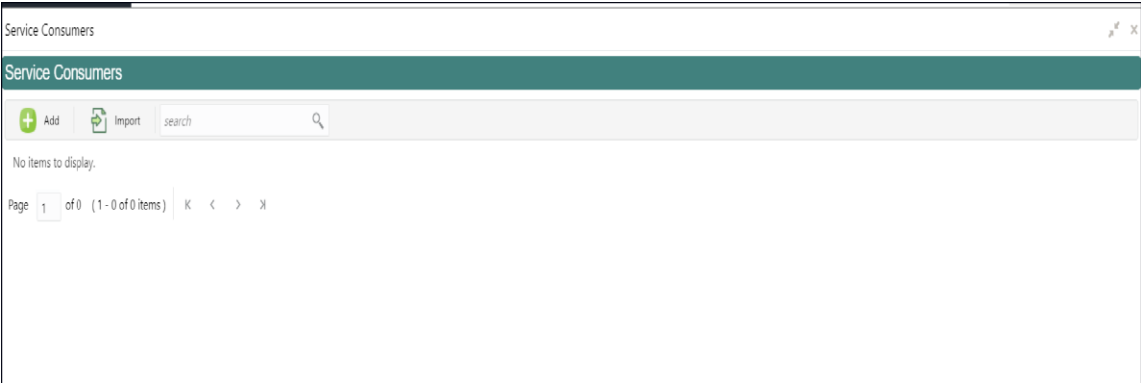 Service Consumers
Service Consumers
Add Import search
No items to display.
Page 1 of 0 (1 - 0 of 0 items)